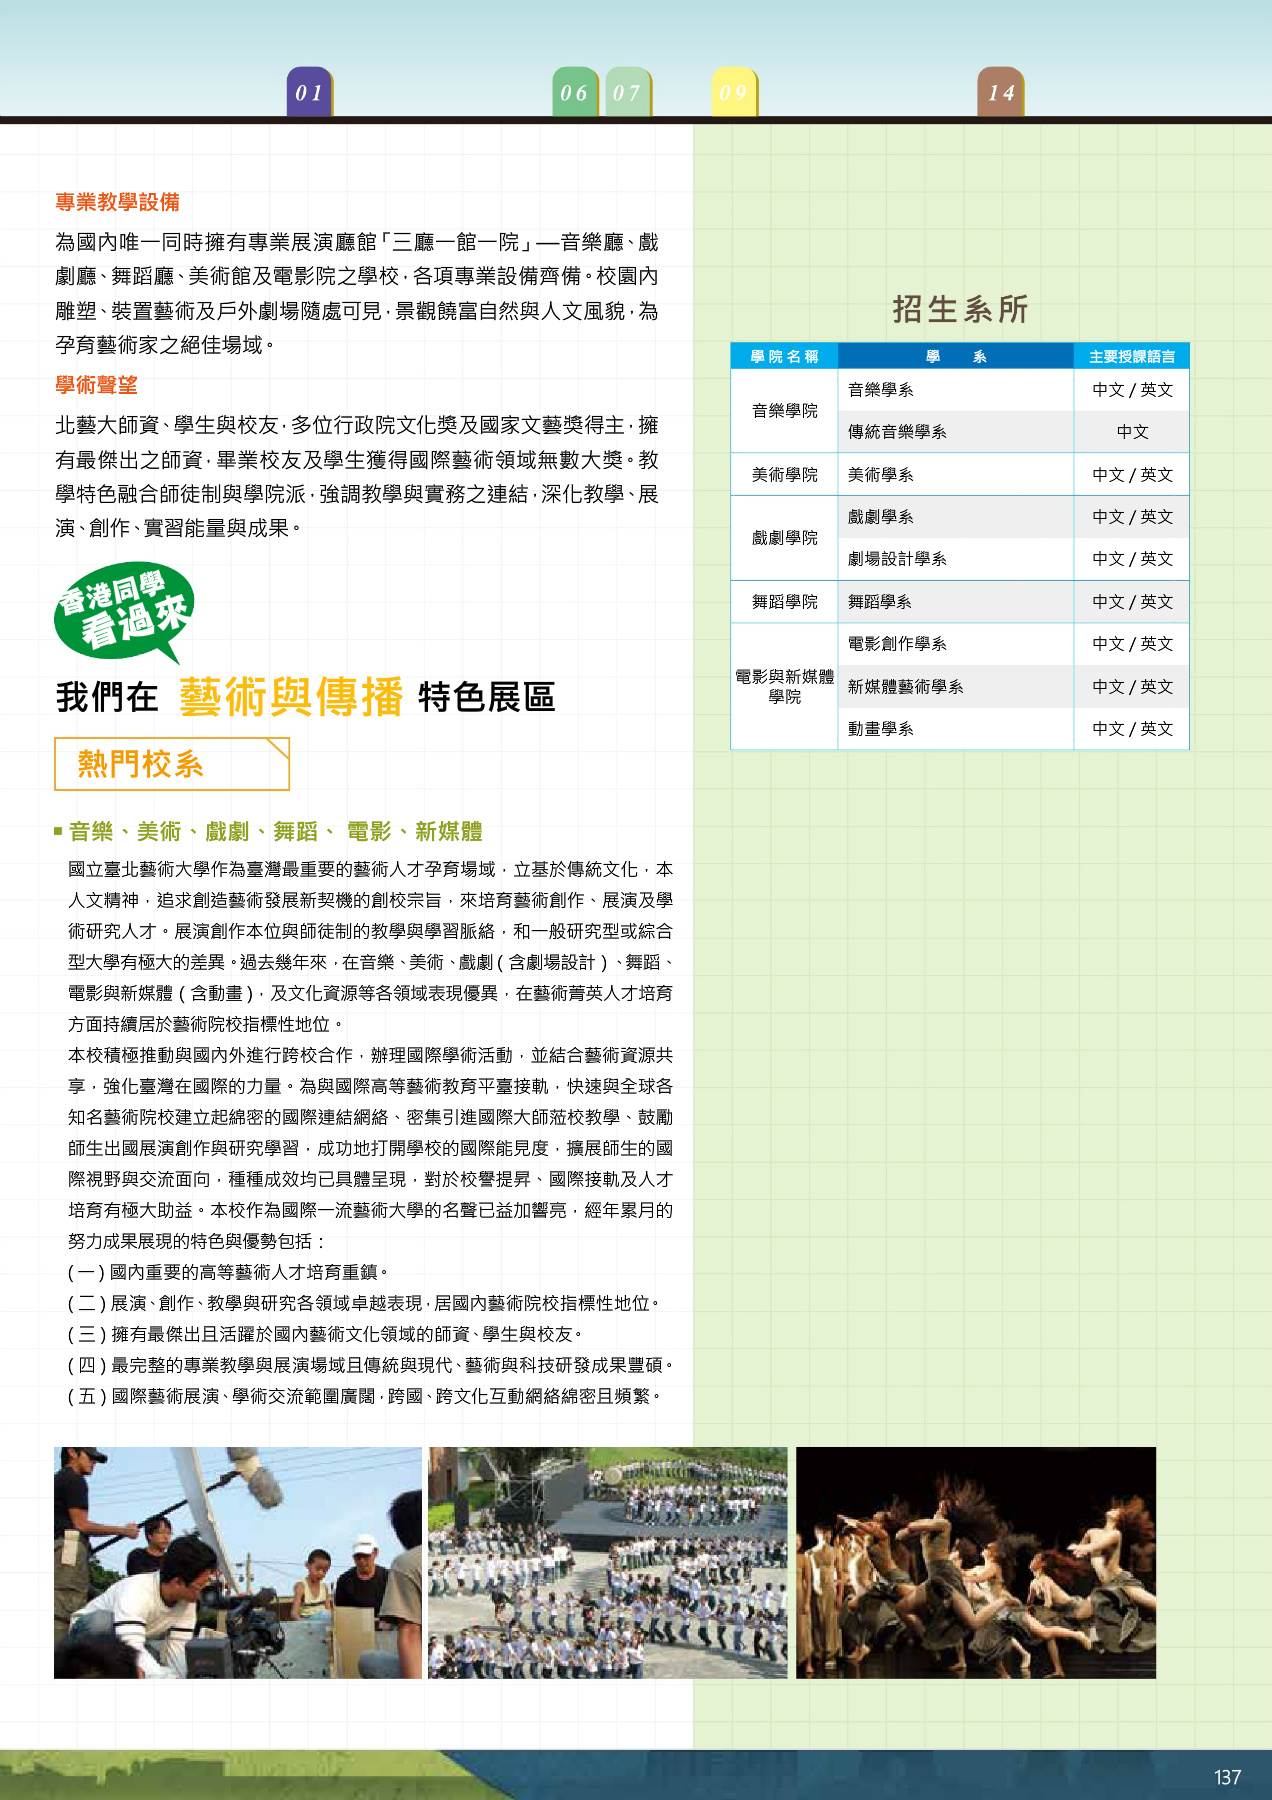 01
06
07
09
14
專業教學設備
為國內唯一同時擁有專業展演廳館「三廳一館一院」—音樂廳、戲
劇廳、舞蹈廳、美術館及電影院之學校，各項專業設備齊備。校園內
雕塑、裝置藝術及戶外劇場隨處可見，景觀饒富自然與人文風貌，為
孕育藝術家之絕佳場域。
學術聲望
北藝大師資、學生與校友，多位行政院文化獎及國家文藝獎得主，擁
有最傑出之師資，畢業校友及學生獲得國際藝術領域無數大獎。教
學特色融合師徒制與學院派，強調教學與實務之連結，深化教學、展
演、創作、實習能量與成果。
香港同學
看過來
我們在 藝術與傳播 特色展區
熱門校系
音樂、美術、戲劇、舞蹈、 電影、新媒體
國立臺北藝術大學作為臺灣最重要的藝術人才孕育場域，立基於傳統文化，本
人文精神，追求創造藝術發展新契機的創校宗旨，來培育藝術創作、展演及學
術研究人才。展演創作本位與師徒制的教學與學習脈絡，和一般研究型或綜合
型大學有極大的差異。過去幾年來，在音樂、美術、戲劇 ( 含劇場設計 ) 、舞蹈、
電影與新媒體 ( 含動畫 )，及文化資源等各領域表現優異，在藝術菁英人才培育
方面持續居於藝術院校指標性地位。
本校積極推動與國內外進行跨校合作，辦理國際學術活動，並結合藝術資源共
享，強化臺灣在國際的力量。為與國際高等藝術教育平臺接軌，快速與全球各
知名藝術院校建立起綿密的國際連結網絡、密集引進國際大師蒞校教學、鼓勵
師生出國展演創作與研究學習，成功地打開學校的國際能見度，擴展師生的國
際視野與交流面向，種種成效均已具體呈現，對於校譽提昇、國際接軌及人才
培育有極大助益。本校作為國際一流藝術大學的名聲已益加響亮，經年累月的
努力成果展現的特色與優勢包括：
( 一 ) 國內重要的高等藝術人才培育重鎮。
( 二 ) 展演、創作、教學與研究各領域卓越表現，居國內藝術院校指標性地位。
( 三 ) 擁有最傑出且活躍於國內藝術文化領域的師資、學生與校友。
( 四 ) 最完整的專業教學與展演場域且傳統與現代、藝術與科技研發成果豐碩。
( 五 ) 國際藝術展演、學術交流範圍廣闊，跨國、跨文化互動網絡綿密且頻繁。
招生系所
學院名稱 學 系 主要授課語言
音樂學院 音樂學系 中文 / 英文
傳統音樂學系 中文
美術學院 美術學系 中文 / 英文
戲劇學院 戲劇學系 中文 / 英文
劇場設計學系 中文 / 英文
舞蹈學院 舞蹈學系 中文 / 英文
電影與新媒體學院 電影創作學系 中文 / 英文
新媒體藝術學系 中文 / 英文
動畫學系 中文 / 英文
137